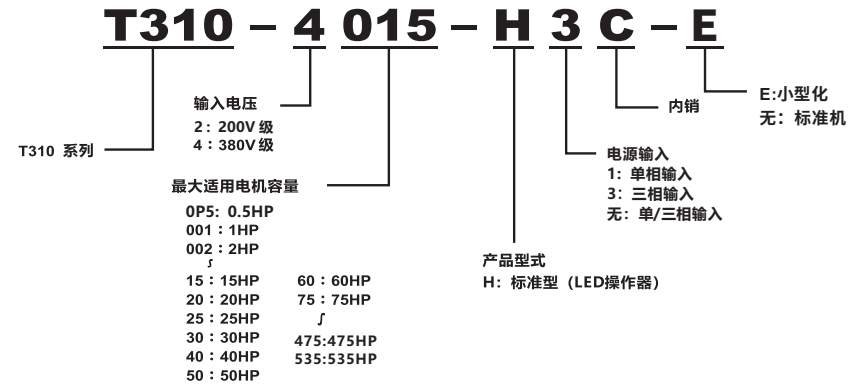 T310-4 015-H 3 C-E
E:小型化
无：标准机
内销
输入电压
2：200V 级
4：380V 级
T310 系列
电源输入
1：单相输入
3：三相输入
无：单/三相输入
最大适用电机容量
0P5：0.5HP
001：1HP
002：2HP
∫
15：15HP
20：20HP
25：25HP
30：30HP
40：40HP
50：50HP
60：60HP
75：75HP
∫
475:475HP
535:535HP
产品型式
H：标准型（LED操作器）